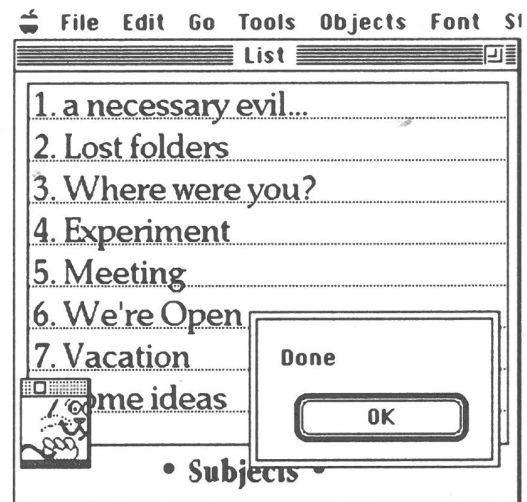 File Edit Go Tools Objects Font
List
1. a necessary evil...
2. Lost folders
3. Where were you?
4. Experiment
5. Meeting
6. We're Open
7. Vacation
ome ideas
Done
OK
• Subjects •